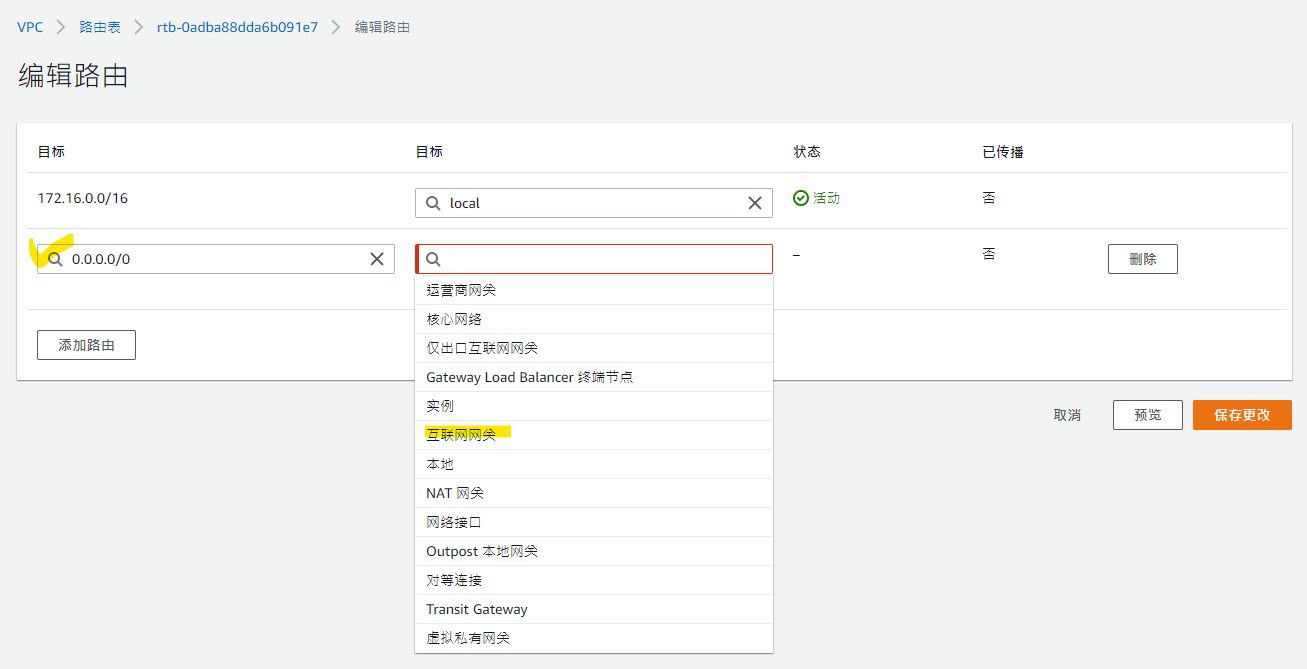 VPC > 路由表 > rtb-0adba88dda6b091e7 > 编辑路由
编辑路由
目标 目标 状态 已传播
172.16.0.0/16 local 活动 否
0.0.0.0/0 – 否 删除
运营商网关
核心网络
仅出口互联网网关
添加路由
Gateway Load Balancer 终端节点
实例
互联网网关
取消 预览 保存更改
本地
NAT 网关
网络接口
Outpost 本地网关
对等连接
Transit Gateway
虚拟私有网关